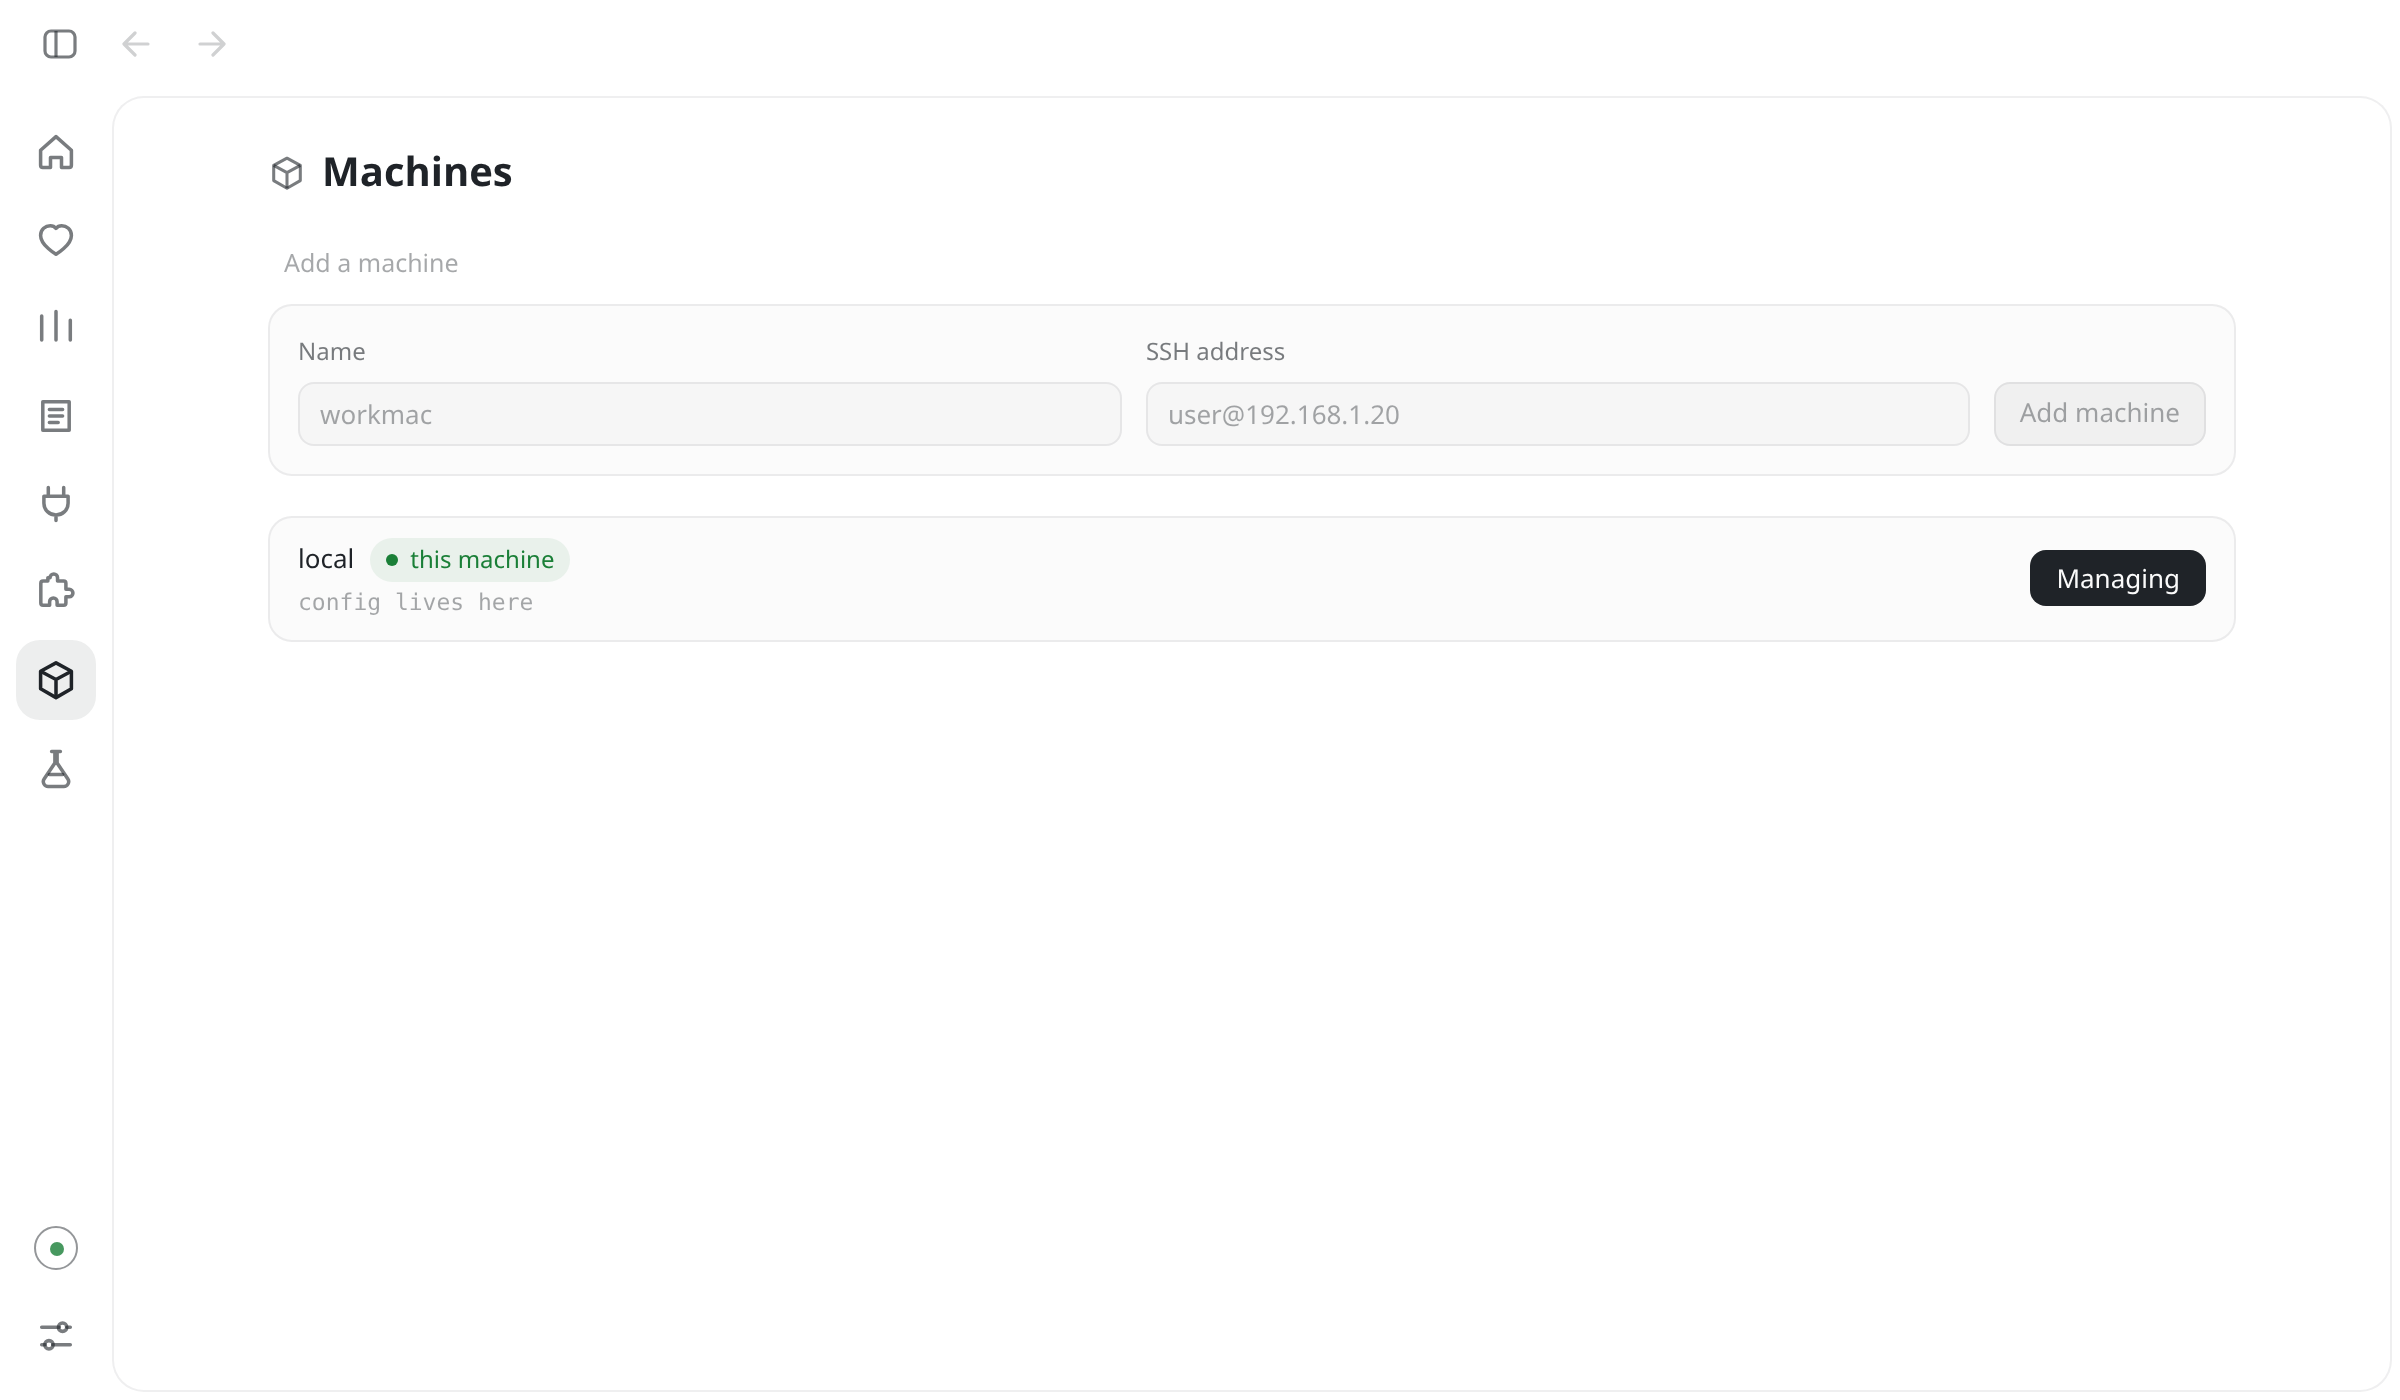 Machines
Add a machine
Name
SSH address
workmac
user@192.168.1.20
Add machine
local
this machine
config lives here
Managing